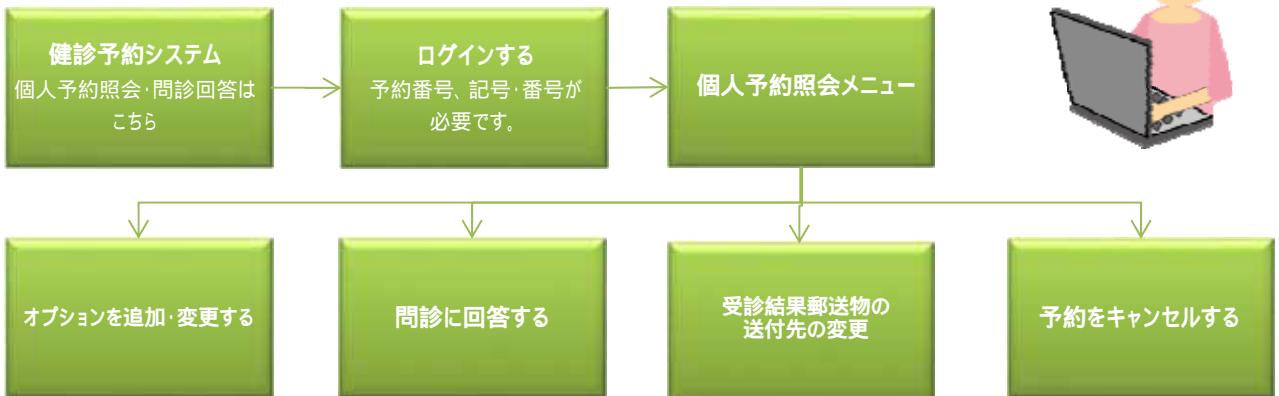 健診予約システム
個人予約照会･問診回答は
こちら
ログインする
予約番号、記号･番号が
必要です。
個人予約照会メニュー
オプションを追加･変更する
問診に回答する
受診結果郵送物の
送付先の変更
予約をキャンセルする